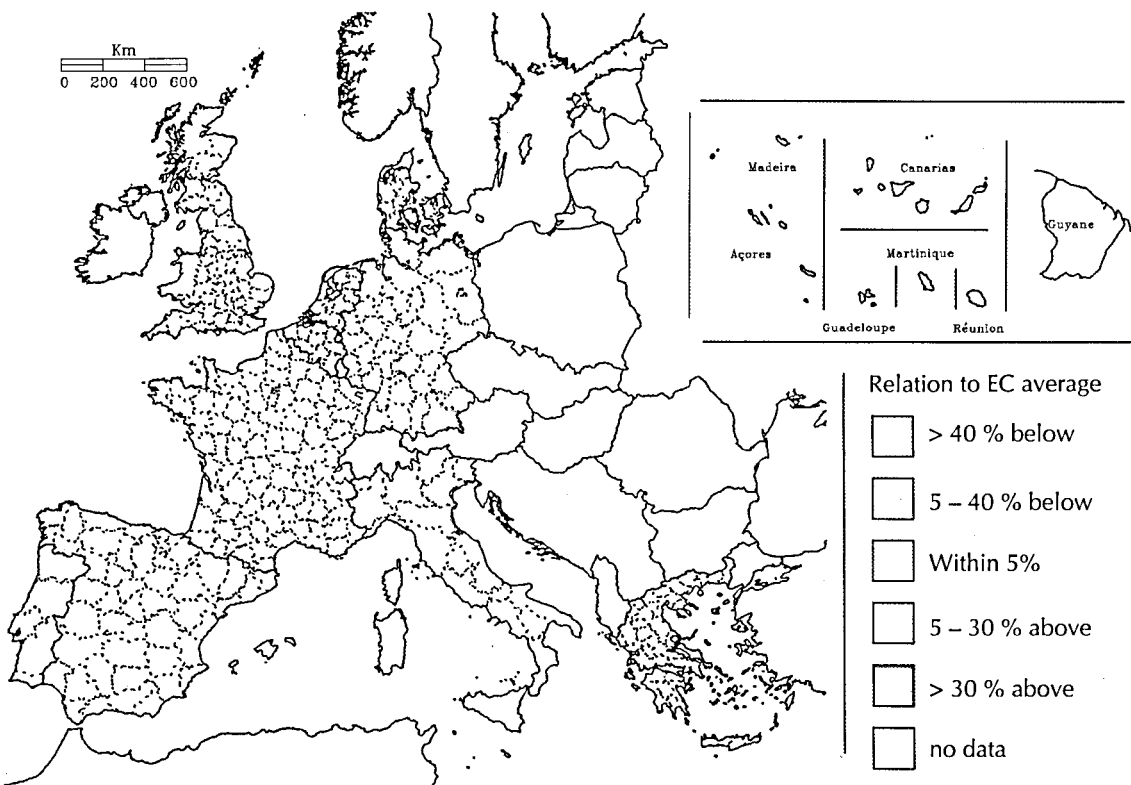 Km
0 200 400 600
Madeira
Canarias
Guyane
Açores
Martinique
Guadeloupe
Réunion
Relation to EC average
> 40 % below
5 – 40 % below
Within 5%
5 – 30 % above
> 30 % above
no data